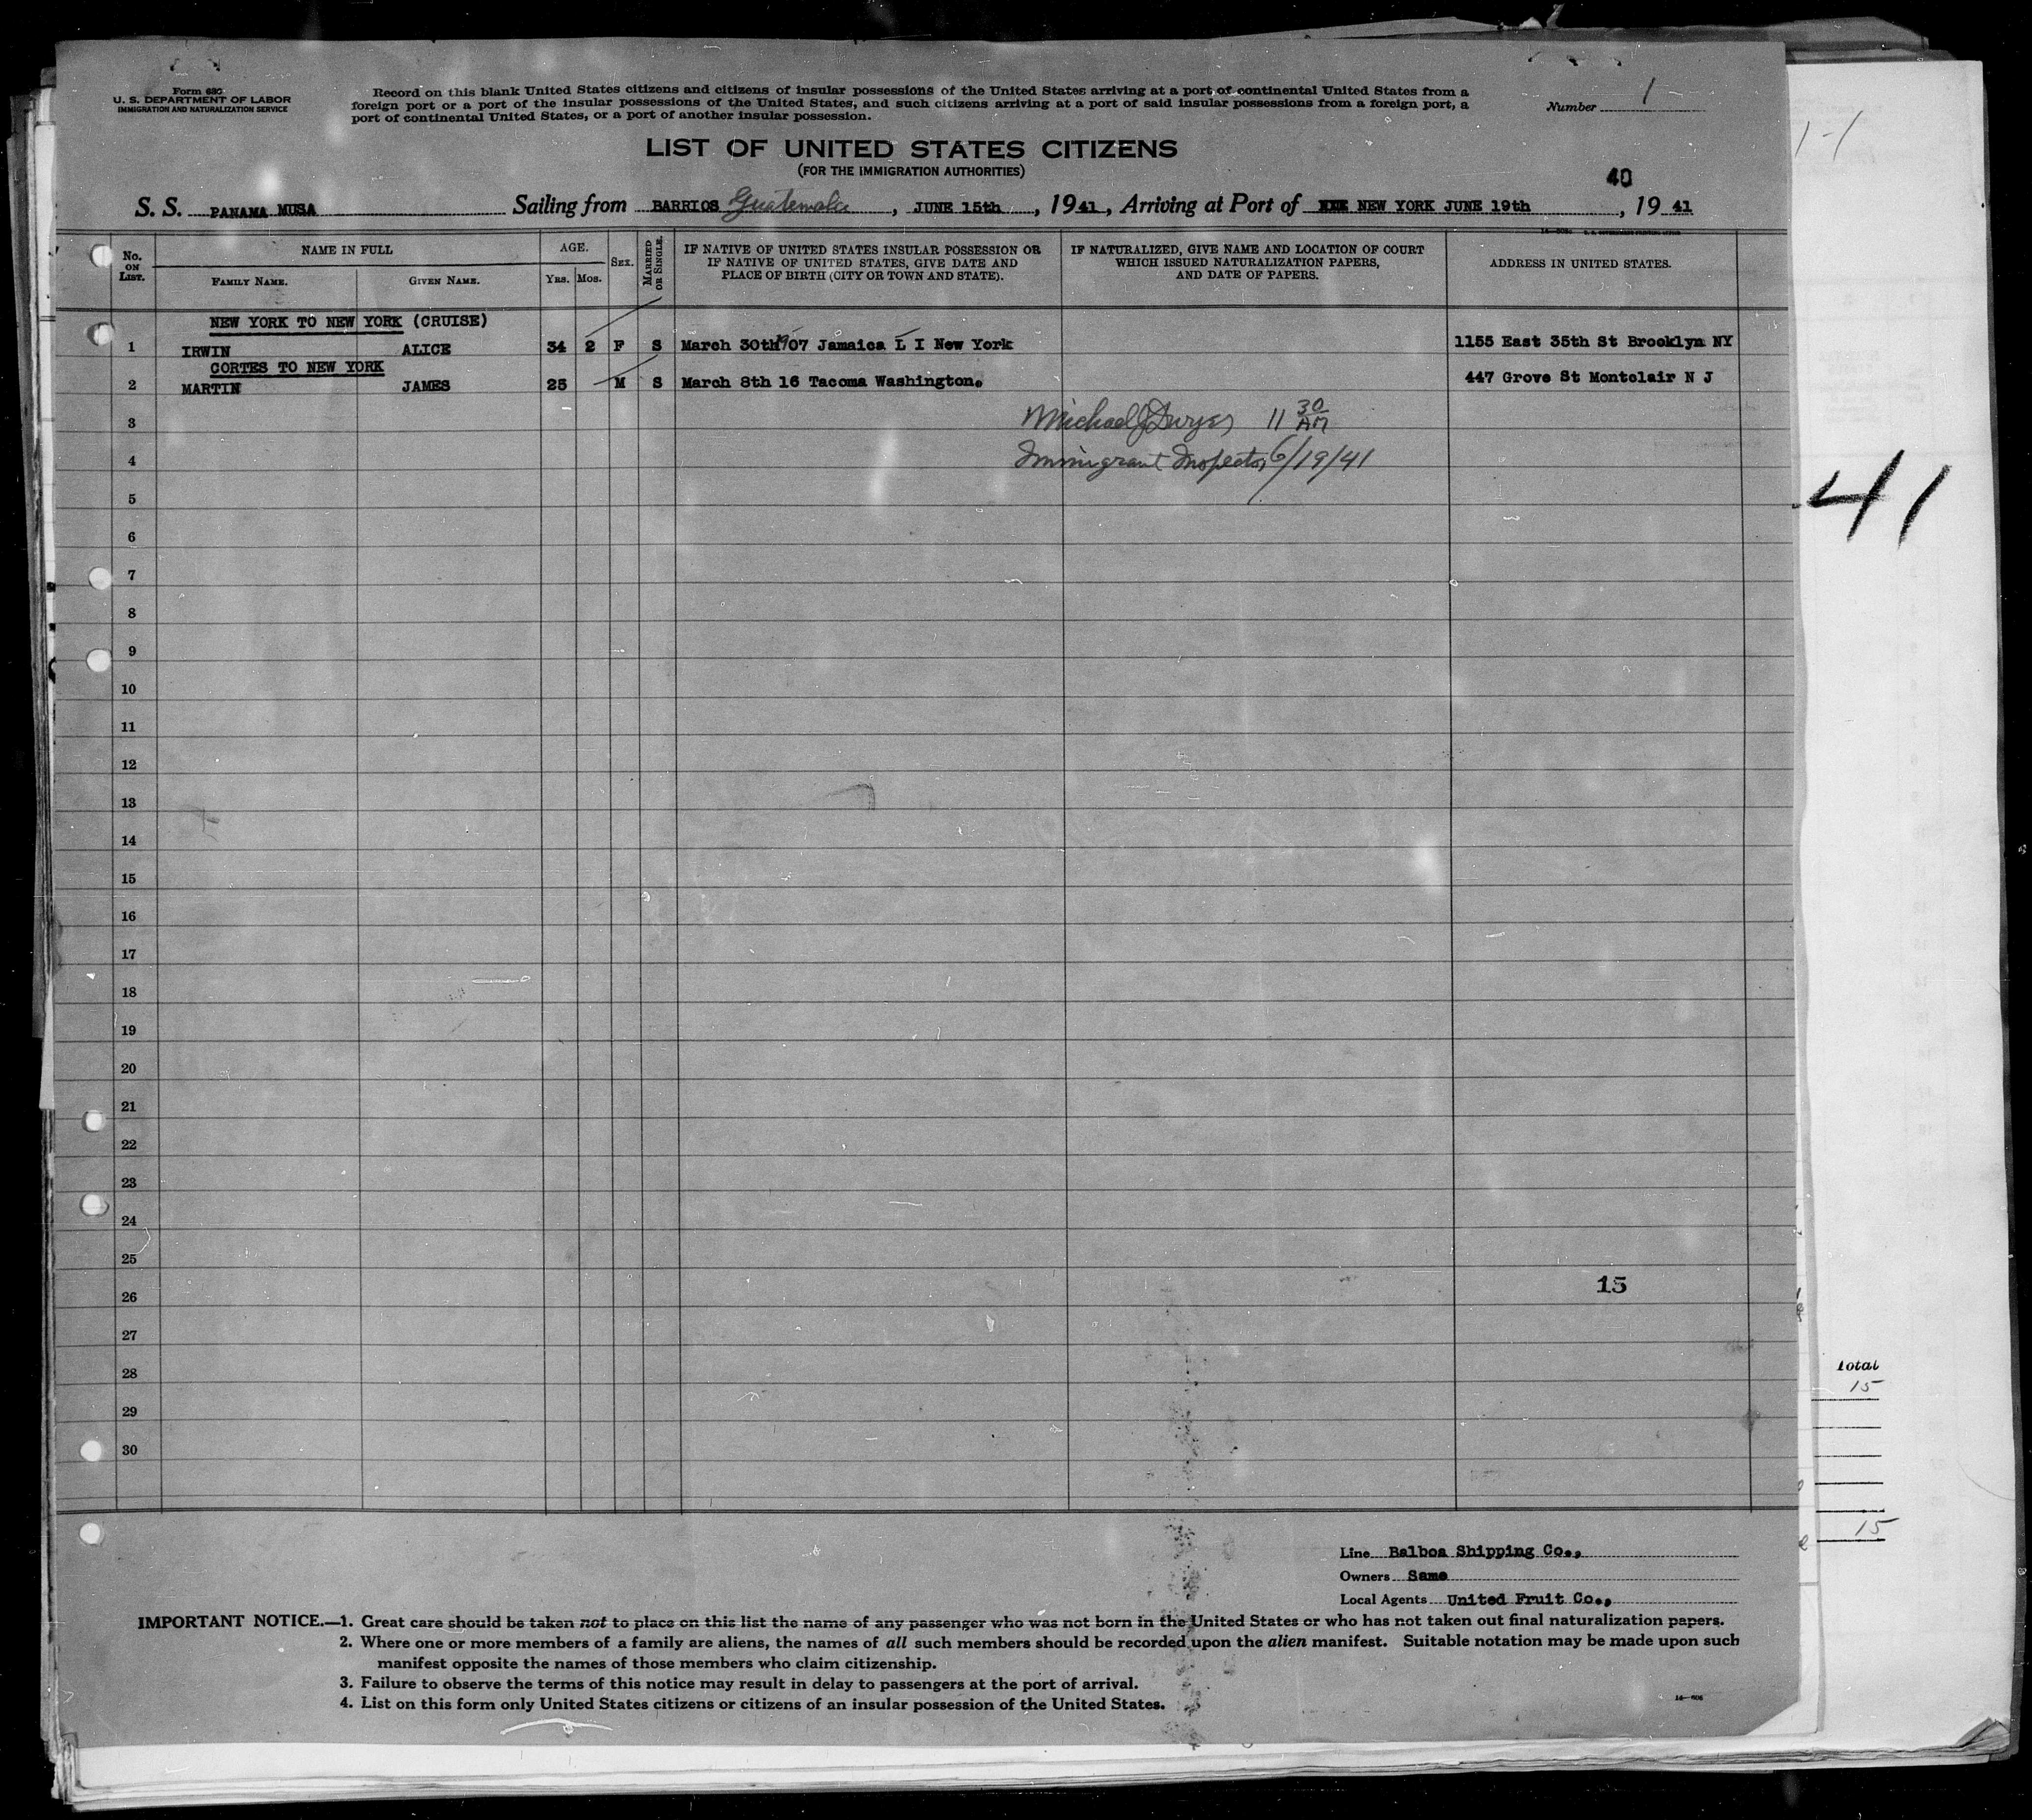 Form 630
U. S. DEPARTMENT OF LABOR
IMMIGRATION AND NATURALIZATION SERVICE
Record on this blank United States citizens and citizens of insular possessions of the United States arriving at a port of continental United States from a
foreign port or a port of the insular possessions of the United States, and such citizens arriving at a port of said insular possessions from a foreign port, a
port of continental United States, or a port of another insular possession.
Number 1
1-1
LIST OF UNITED STATES CITIZENS
(FOR THE IMMIGRATION AUTHORITIES)
40
S. S. PANAMA MUSA Sailing from BARRIOS Guatemala, JUNE 15th, 1941, Arriving at Port of XXX NEW YORK JUNE 19th, 1941
No. ON LIST. NAME IN FULL AGE. SEX. MARRIED OR SINGLE. IF NATIVE OF UNITED STATES INSULAR POSSESSION OR IF NATIVE OF UNITED STATES, GIVE DATE AND PLACE OF BIRTH (CITY OR TOWN AND STATE). IF NATURALIZED, GIVE NAME AND LOCATION OF COURT WHICH ISSUED NATURALIZATION PAPERS, AND DATE OF PAPERS. ADDRESS IN UNITED STATES.
FAMILY NAME. GIVEN NAME. YRS. MOS.
NEW YORK TO NEW YORK (CRUISE)
1 IRWIN ALICE 34 2 F S March 30th 1907 Jamaica L I New York 1155 East 35th St Brooklyn NY
CORTES TO NEW YORK
2 MARTIN JAMES 25 M S March 8th 16 Tacoma Washington. 447 Grove St Montclair N J
3 Michael J Dwyer 11 30 AM
4 Immigrant Inspector 6/19/41
41
5
6
7
8
9
10
11
12
13
14
15
16
17
18
19
20
21
22
23
24
25
26 15
27
28
29
30
Total
15
15
Line Balboa Shipping Co.,
Owners Same
Local Agents United Fruit Co.,
IMPORTANT NOTICE.—1. Great care should be taken not to place on this list the name of any passenger who was not born in the United States or who has not taken out final naturalization papers.
2. Where one or more members of a family are aliens, the names of all such members should be recorded upon the alien manifest. Suitable notation may be made upon such
manifest opposite the names of those members who claim citizenship.
3. Failure to observe the terms of this notice may result in delay to passengers at the port of arrival.
4. List on this form only United States citizens or citizens of an insular possession of the United States.